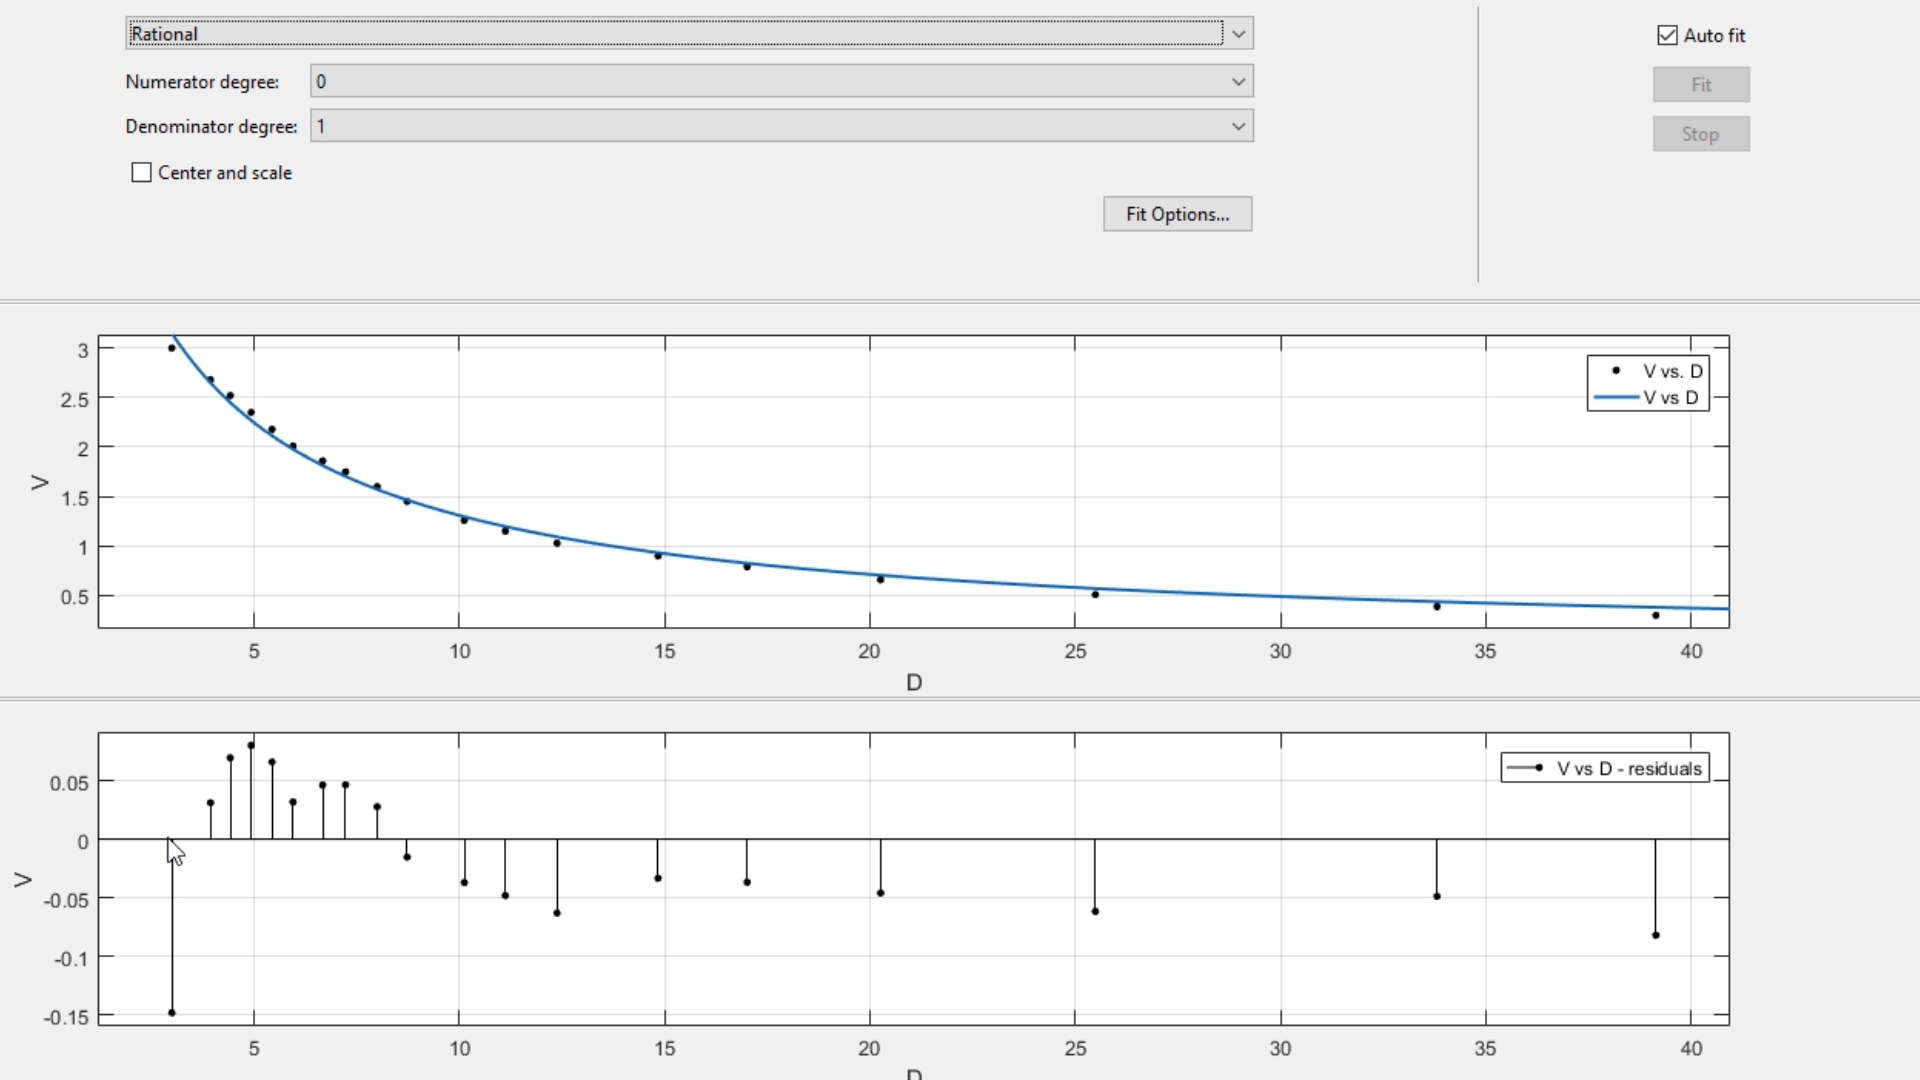 Rational
Auto fit
Numerator degree: 0
Fit
Denominator degree: 1
Stop
Center and scale
Fit Options...
3
2.5
2
1.5
1
0.5
V
V vs. D
V vs D
5 10 15 20 25 30 35 40
D
0.05
0
-0.05
-0.1
-0.15
V
V vs D - residuals
5 10 15 20 25 30 35 40
D